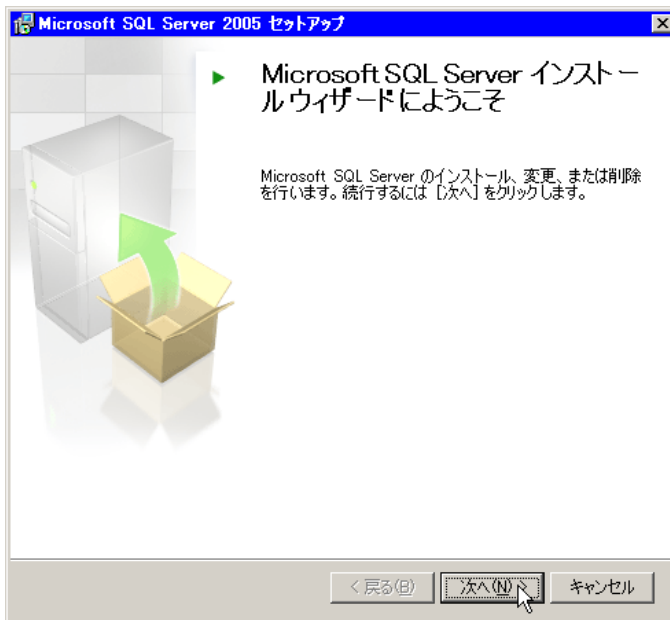 Microsoft SQL Server 2005 セットアップ
Microsoft SQL Server インストー
ル ウィザードにようこそ
Microsoft SQL Server のインストール、変更、または削除
を行います。続行するには [次へ] をクリックします。
< 戻る(B)
次へ(N) >
キャンセル